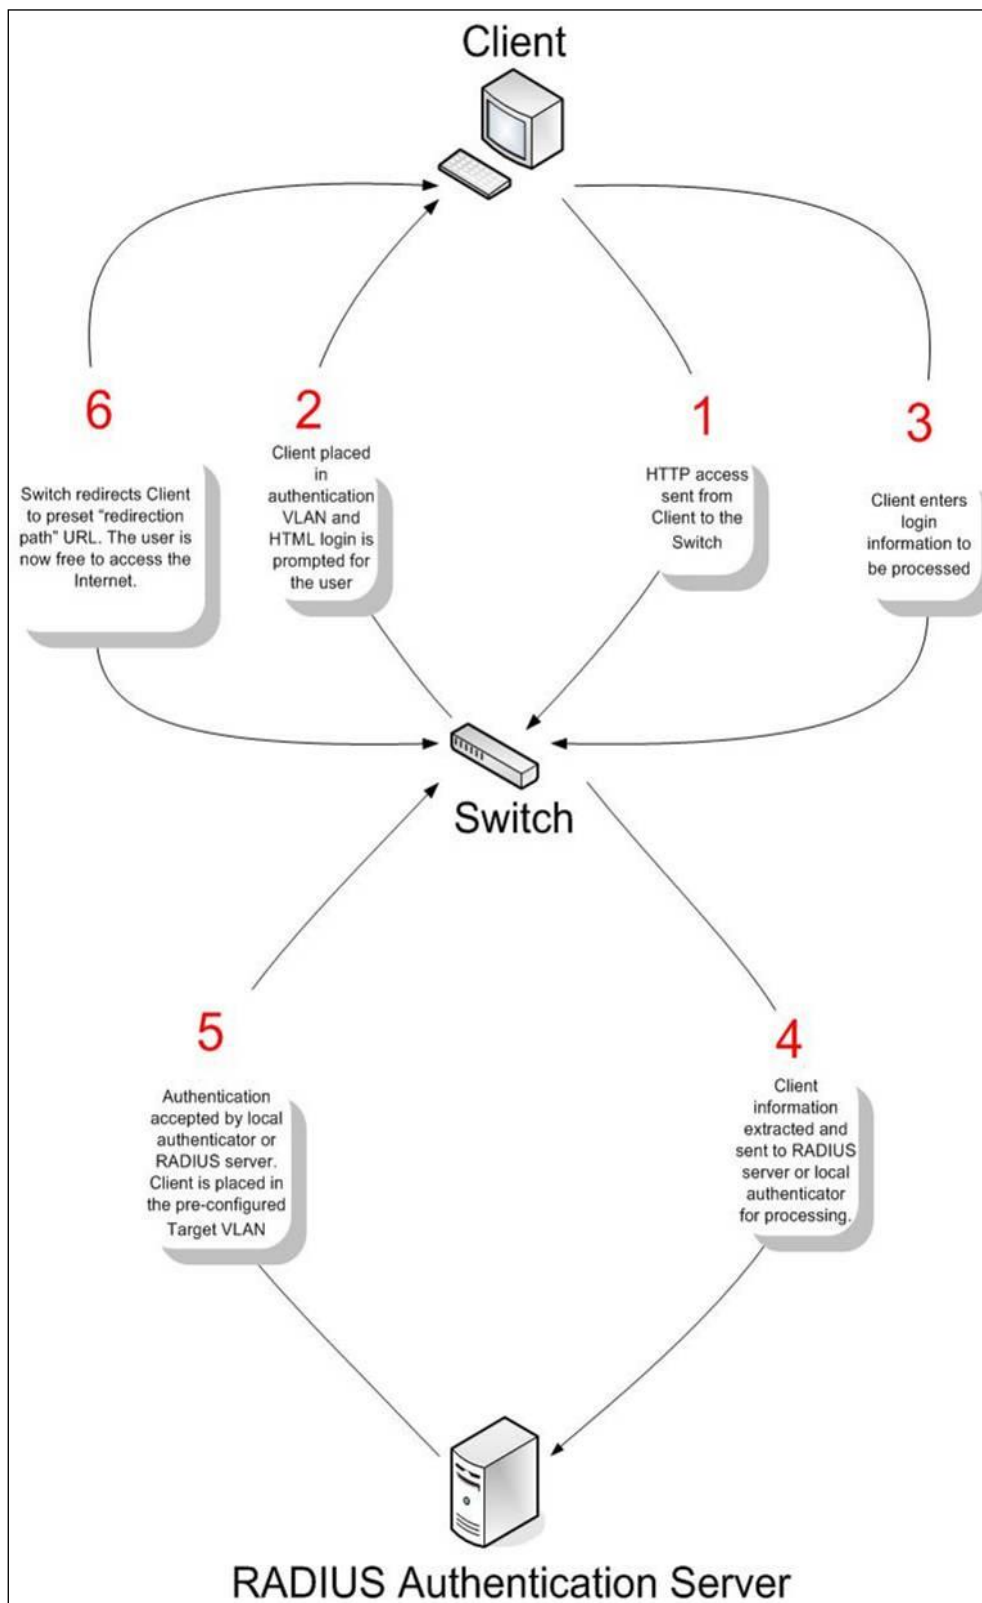 Client
6
Switch redirects Client
to preset “redirection
path” URL. The user is
now free to access the
Internet.
2
Client placed
in
authentication
VLAN and
HTML login is
prompted for
the user
1
HTTP access
sent from
Client to the
Switch
3
Client enters
login
information to
be processed
Switch
5
Authentication
accepted by local
authenticator or
RADIUS server.
Client is placed in
the pre-configured
Target VLAN
4
Client
information
extracted and
sent to RADIUS
server or local
authenticator
for processing.
RADIUS Authentication Server